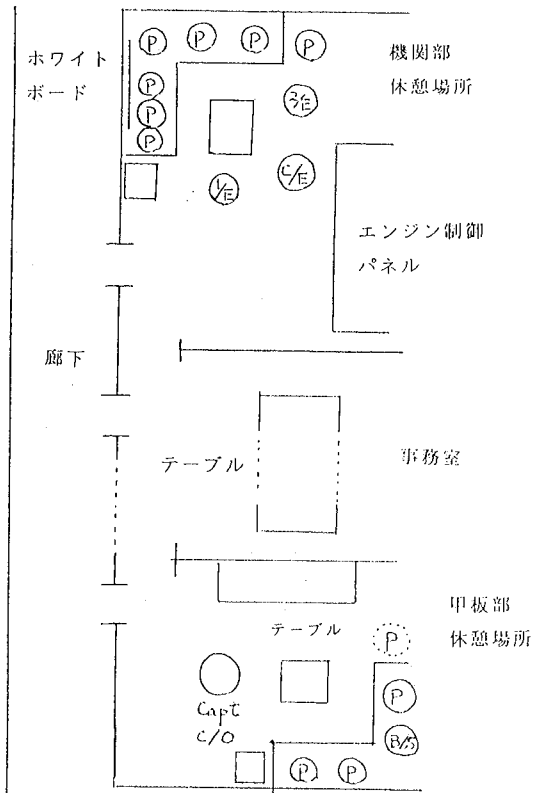 P P P P
ホワイト
ボード
機関部
休憩場所
P
P
P
3/E
C/E
1/E
エンジン制御
パネル
廊下
テーブル
事務室
甲板部
休憩場所
テーブル
P
P
Capt
C/O
B/S
P P